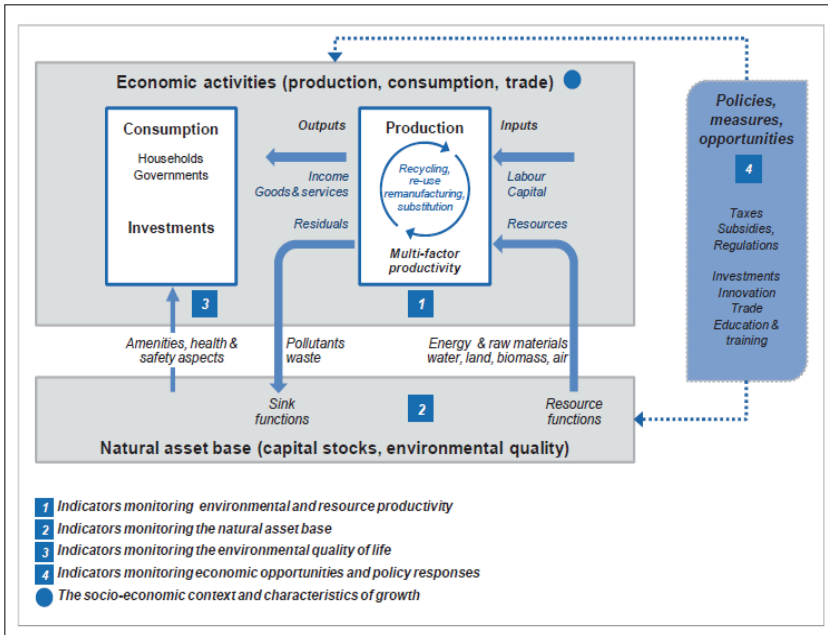 Economic activities (production, consumption, trade)
Consumption
Households
Governments
Investments
3
Outputs
Income
Goods & services
Residuals
Production
Recycling,
re-use
remanufacturing,
substitution
Multi-factor
productivity
1
Inputs
Labour
Capital
Resources
Policies,
measures,
opportunities
4
Taxes
Subsidies,
Regulations
Investments
Innovation
Trade
Education &
training
Amenities, health &
safety aspects
Pollutants
waste
Energy & raw materials
water, land, biomass, air
Sink
functions
2
Resource
functions
Natural asset base (capital stocks, environmental quality)
1 Indicators monitoring environmental and resource productivity
2 Indicators monitoring the natural asset base
3 Indicators monitoring the environmental quality of life
4 Indicators monitoring economic opportunities and policy responses
The socio-economic context and characteristics of growth